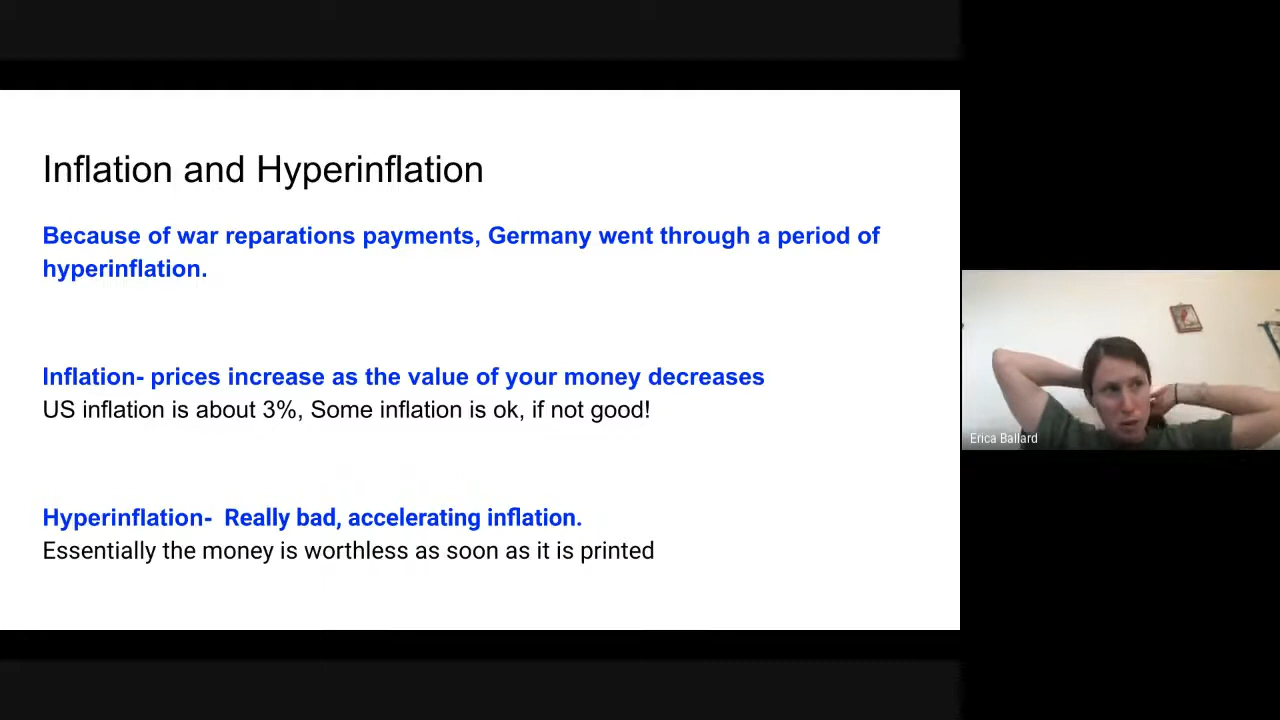 Inflation and Hyperinflation
Because of war reparations payments, Germany went through a period of
hyperinflation.
Inflation- prices increase as the value of your money decreases
US inflation is about 3%, Some inflation is ok, if not good!
Hyperinflation-  Really bad, accelerating inflation.
Essentially the money is worthless as soon as it is printed
Erica Ballard